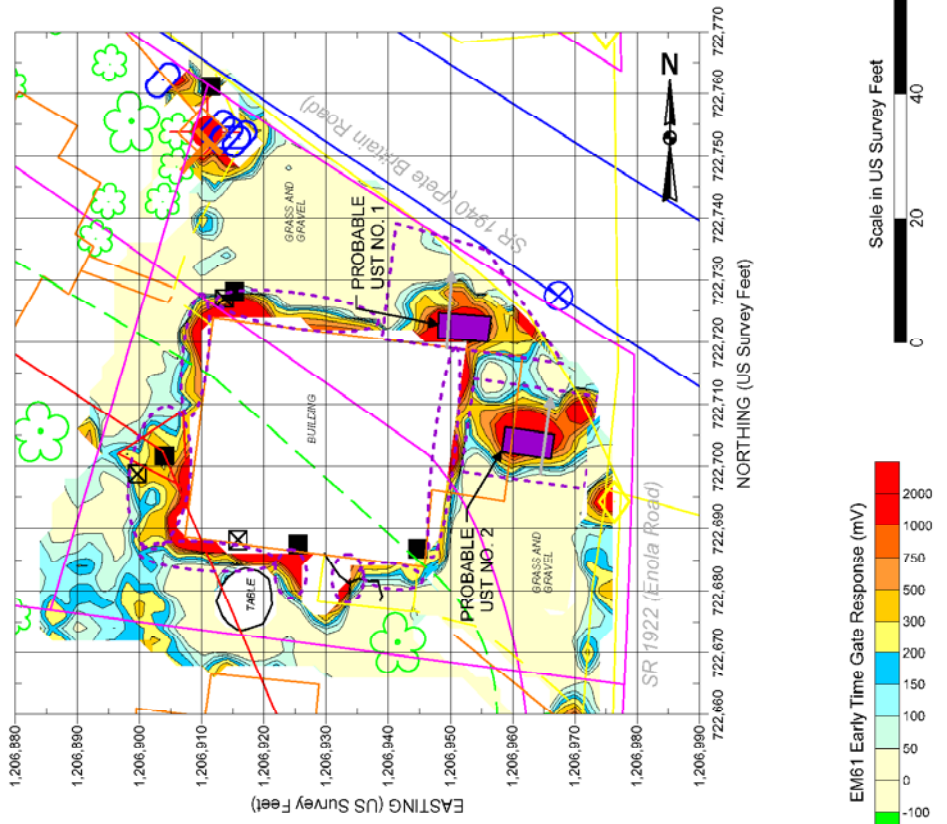 1,206,880
1,206,890
1,206,900
1,206,910
1,206,920
1,206,930
1,206,940
1,206,950
1,206,960
1,206,970
1,206,980
1,206,990
EASTING (US Survey Feet)
722,660
722,670
722,680
722,690
722,700
722,710
722,720
722,730
722,740
722,750
722,760
722,770
NORTHING (US Survey Feet)
TABLE
BUILDING
GRASS AND
GRAVEL
PROBABLE
UST NO. 1
SR 1940 (Pete Brittain Road)
N
PROBABLE
UST NO. 2
GRASS AND
GRAVEL
SR 1922 (Enola Road)
EM61 Early Time Gate Response (mV)
2000
1000
750
500
300
200
150
100
50
0
-100
Scale in US Survey Feet
0
20
40